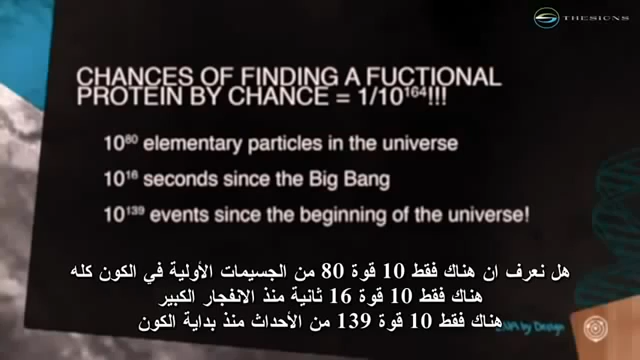 THESIGNS
CHANCES OF FINDING A FUCTIONAL
PROTEIN BY CHANCE = 1/10¹⁶⁴!!!
10⁸⁰ elementary particles in the universe
10¹⁶ seconds since the Big Bang
10¹³⁹ events since the beginning of the universe!
هل نعرف ان هناك فقط 10 قوة 80 من الجسيمات الأولية في الكون كله
هناك فقط 10 قوة 16 ثانية منذ الانفجار الكبير
هناك فقط 10 قوة 139 من الأحداث منذ بداية الكون
by Design